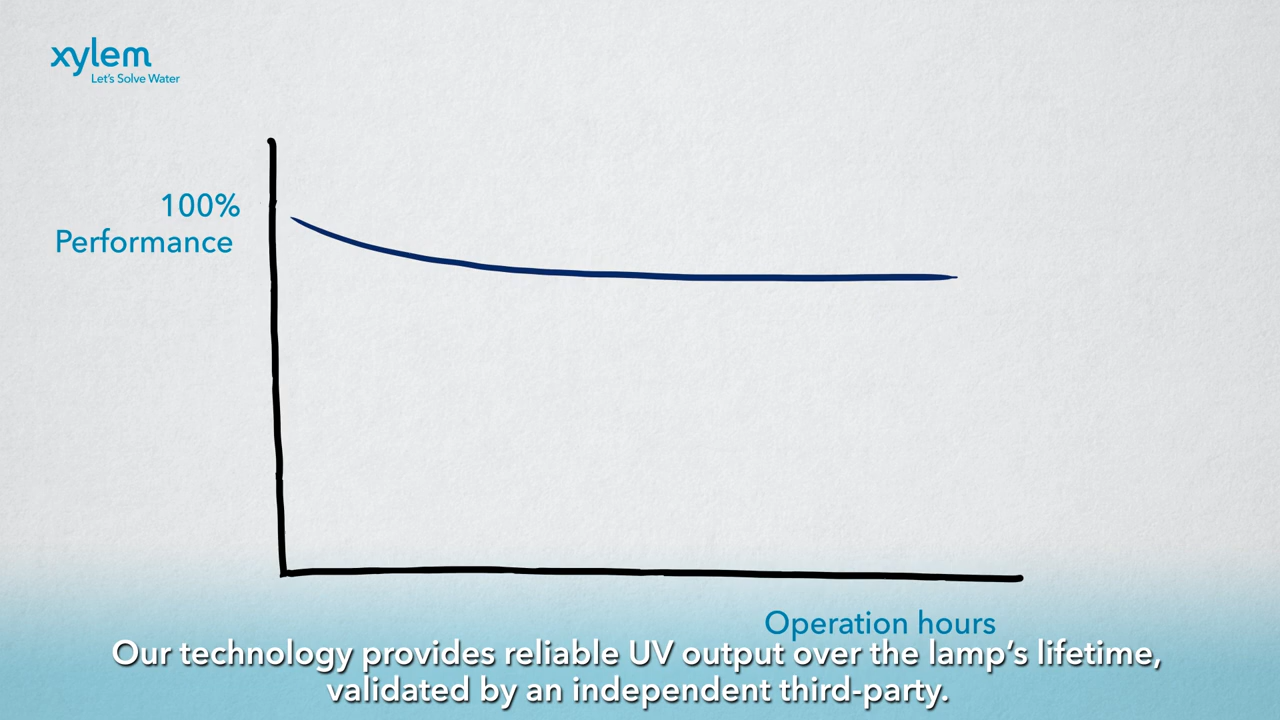 xylem
Let's Solve Water
100%
Performance
Operation hours
Our technology provides reliable UV output over the lamp's lifetime,
validated by an independent third-party.